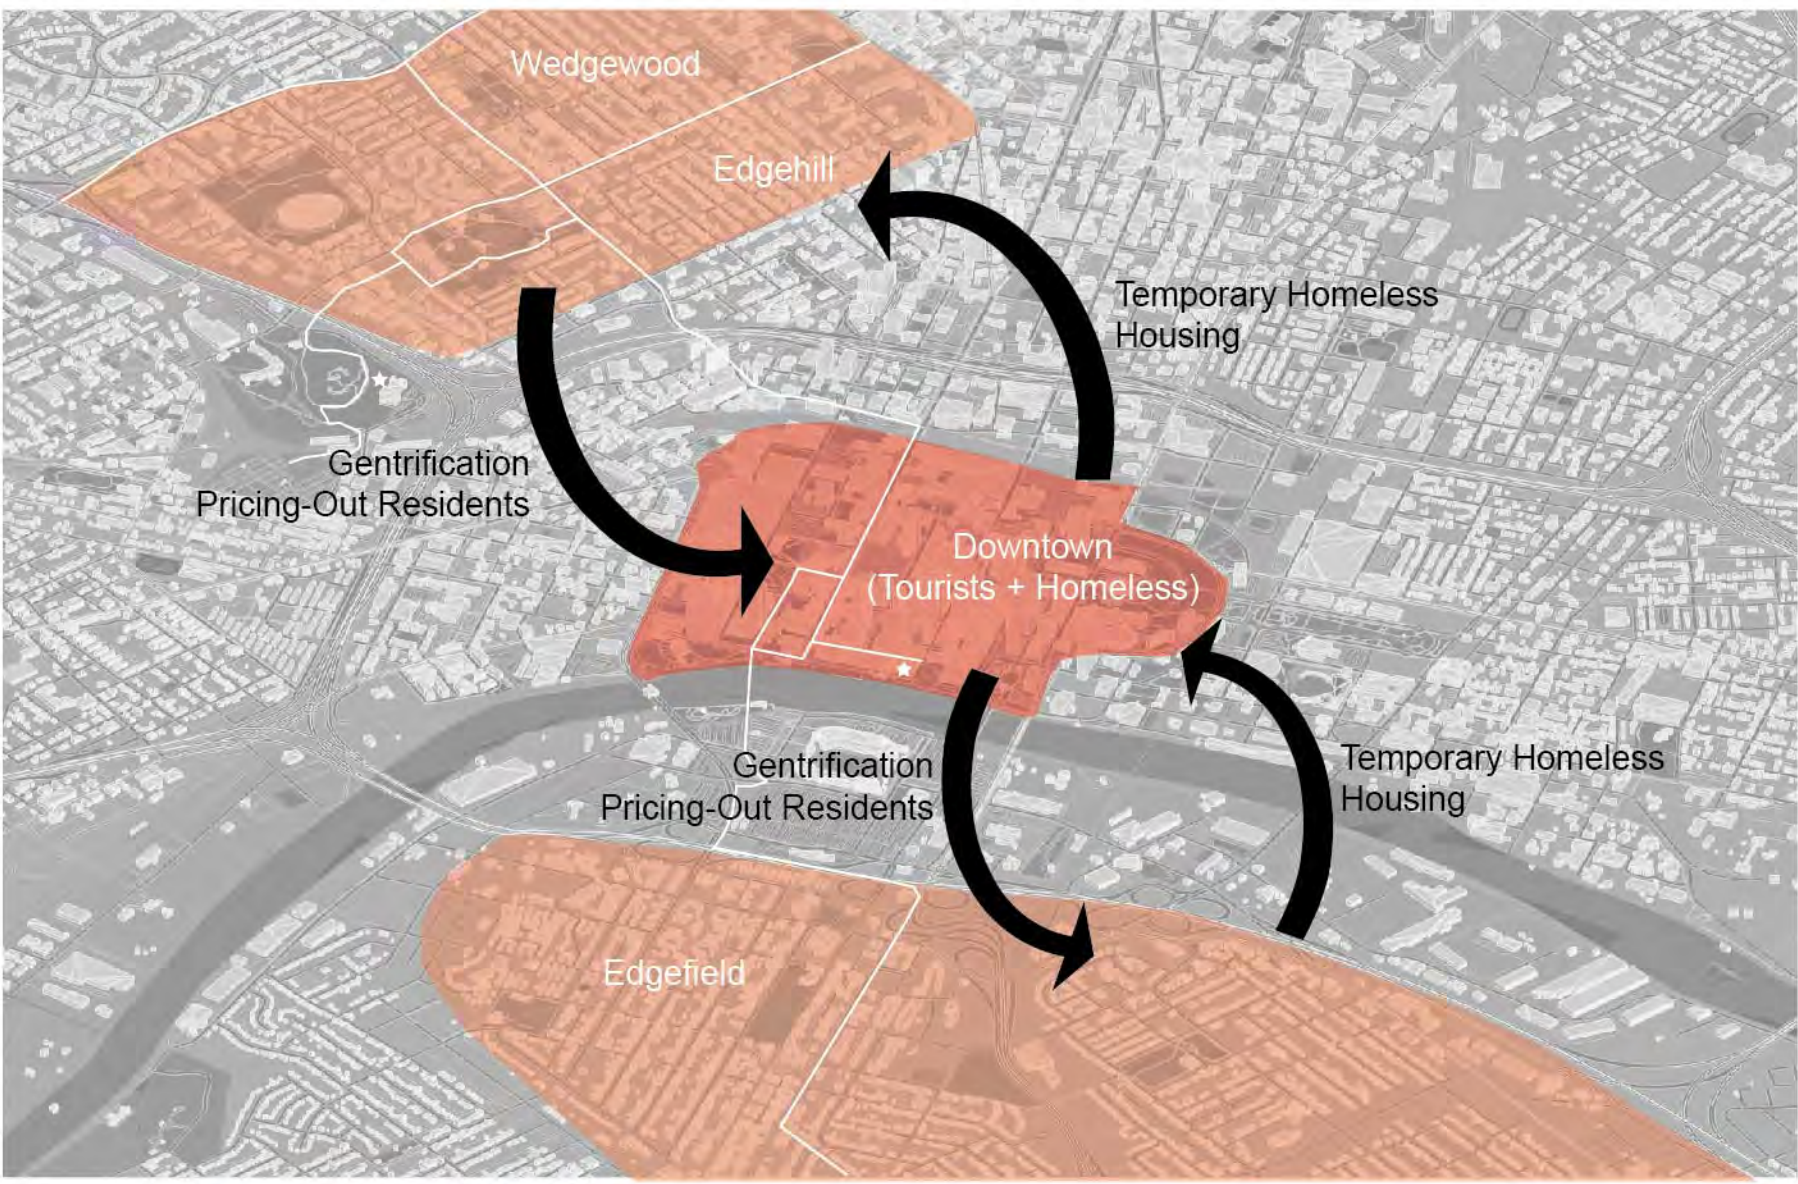 Wedgewood
Edgehill
Temporary Homeless
Housing
Gentrification
Pricing-Out Residents
Downtown
(Tourists + Homeless)
Gentrification
Pricing-Out Residents
Temporary Homeless
Housing
Edgefield